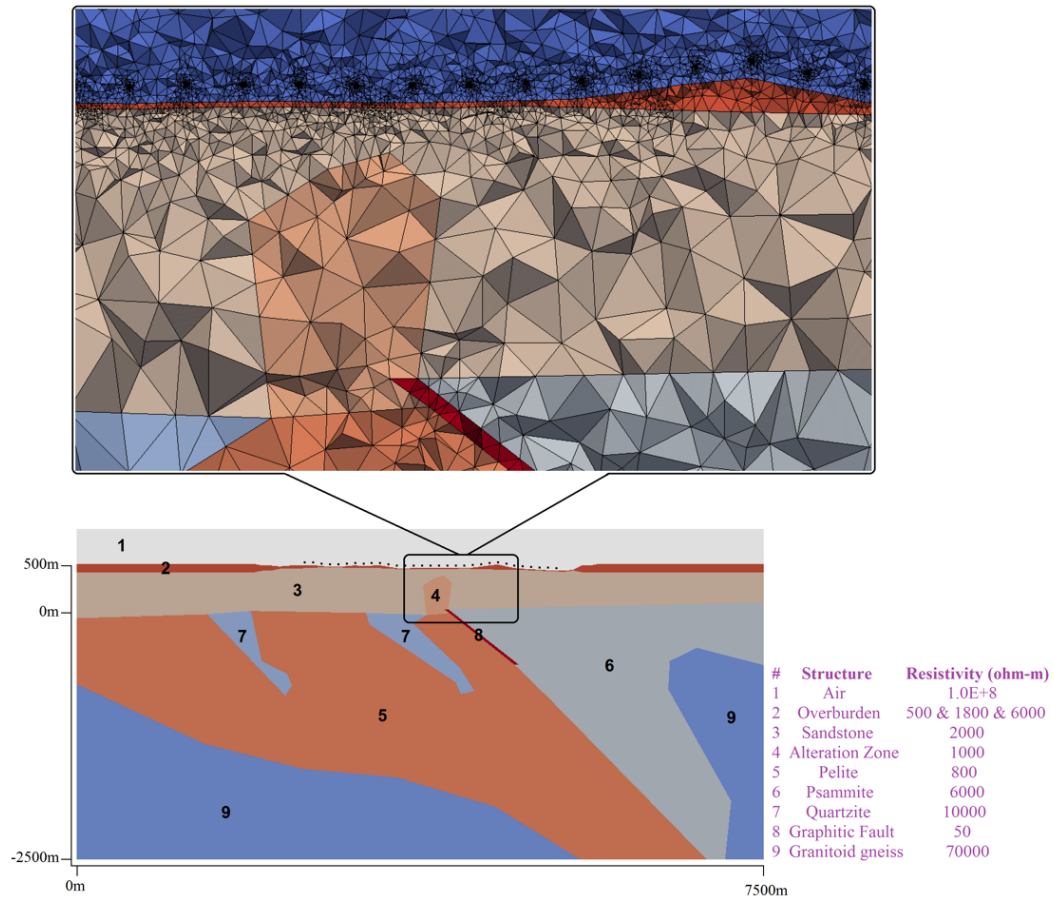 1
500m
2
3
4
0m
7
7
8
6
5
9
9
-2500m
0m
7500m
# Structure Resistivity (ohm-m)
1 Air 1.0E+8
2 Overburden 500 & 1800 & 6000
3 Sandstone 2000
4 Alteration Zone 1000
5 Pelite 800
6 Psammite 6000
7 Quartzite 10000
8 Graphitic Fault 50
9 Granitoid gneiss 70000